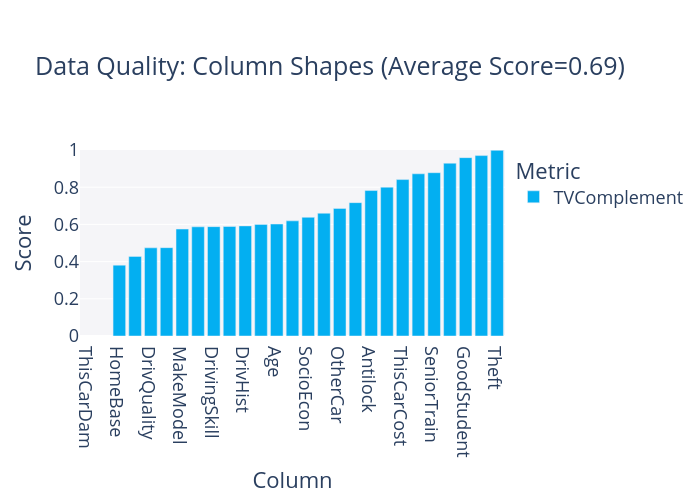 Data Quality: Column Shapes (Average Score=0.69)
Metric
TVComplement
Score
1
0.8
0.6
0.4
0.2
0
ThisCarDam
HomeBase
DrivQuality
MakeModel
DrivingSkill
DrivHist
Age
SocioEcon
OtherCar
Antilock
ThisCarCost
SeniorTrain
GoodStudent
Theft
Column